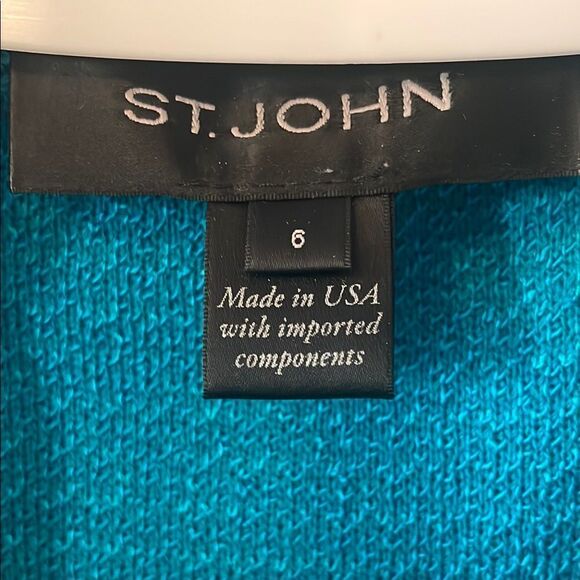 ST. JOHN
6
Made in USA
with imported
components